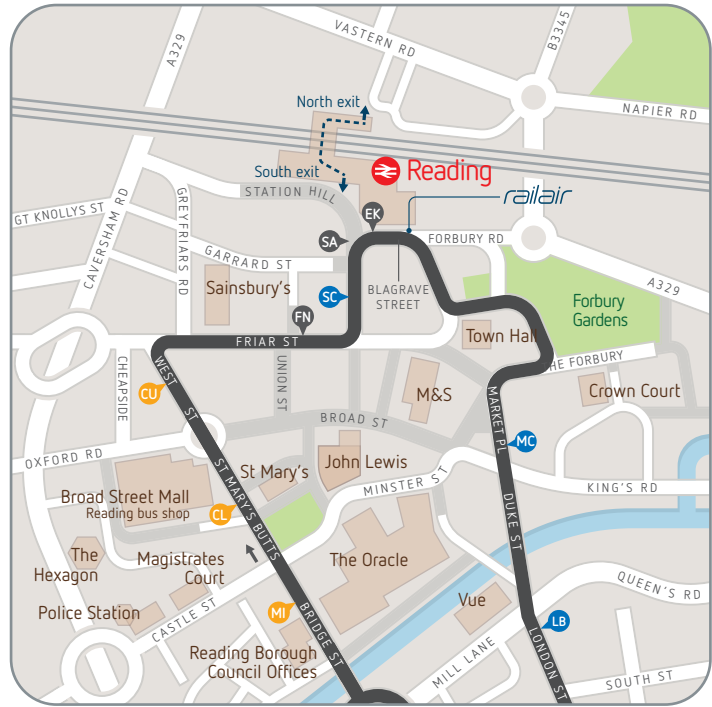 VASTERN RD
B3345
A329
North exit
NAPIER RD
South exit
Reading
STATION HILL
railair
GT KNOLLYS ST
GREYFRIARS RD
CAVERSHAM RD
EK
SA
FORBURY RD
GARRARD ST
Sainsbury's
SC
BLAGRAVE
STREET
A329
Forbury
Gardens
FN
FRIAR ST
Town Hall
THE FORBURY
CHEAPSIDE
WEST ST
UNION ST
CU
M&S
Crown Court
MARKET PL
BROAD ST
MC
OXFORD RD
John Lewis
St Mary's
MINSTER ST
KING'S RD
Broad Street Mall
Reading bus shop
ST MARY'S BUTTS
CL
DUKE ST
The
Hexagon
Magistrates
Court
The Oracle
QUEEN'S RD
Police Station
CASTLE ST
MI
BRIDGE ST
Vue
LB
Reading Borough
Council Offices
MILL LANE
LONDON ST
SOUTH ST